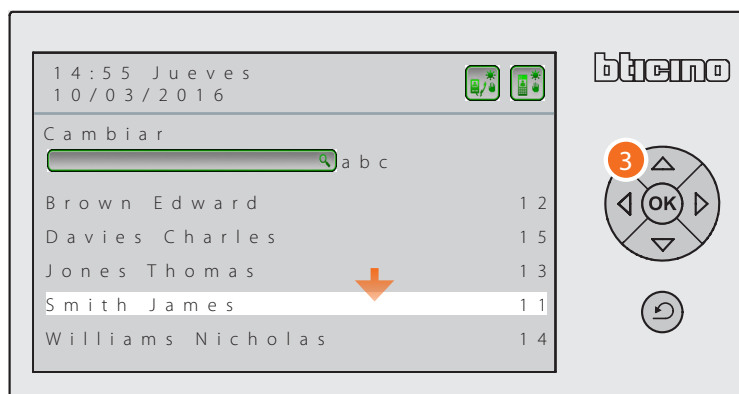 14:55 Jueves
10/03/2016
bticino
Cambiar
abc
3
Brown Edward 12
OK
Davies Charles 15
Jones Thomas 13
Smith James 11
Williams Nicholas 14